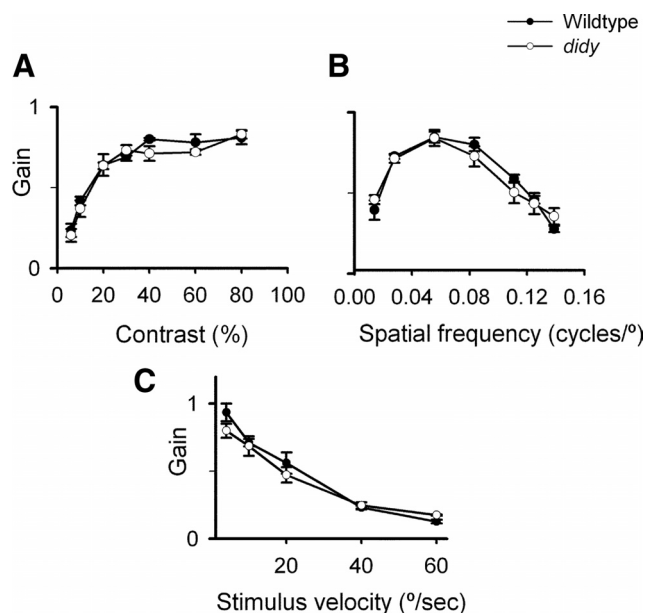 Wildtype
didy
A
B
1
Gain
0
0 20 40 60 80 100
0.00 0.04 0.08 0.12 0.16
Contrast (%)
Spatial frequency (cycles/º)
C
1
Gain
0
20 40 60
Stimulus velocity (º/sec)